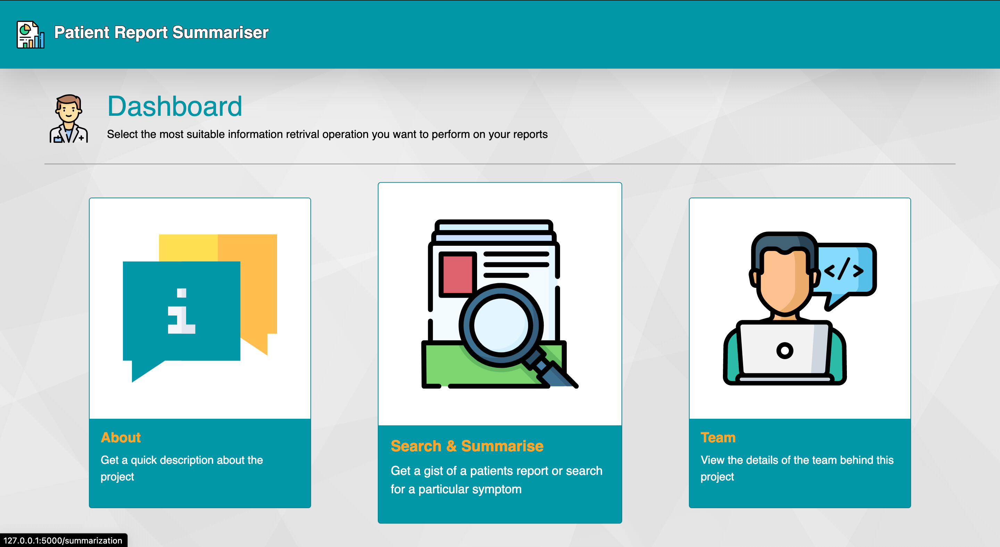 Patient Report Summariser
Dashboard
Select the most suitable information retrival operation you want to perform on your reports
i
</>
About
Get a quick description about the
project
Search & Summarise
Get a gist of a patients report or search
for a particular symptom
Team
View the details of the team behind this
project
127.0.0.1:5000/summarization